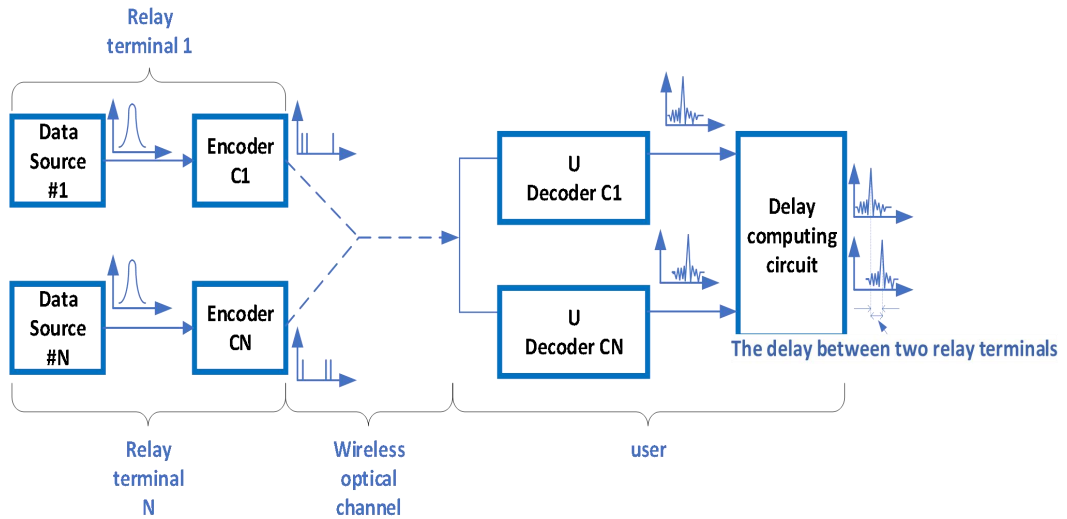 Relay
terminal 1
Data
Source
#1
Encoder
C1
U
Decoder C1
Delay
computing
circuit
Data
Source
#N
Encoder
CN
U
Decoder CN
The delay between two relay terminals
Relay
terminal
N
Wireless
optical
channel
user